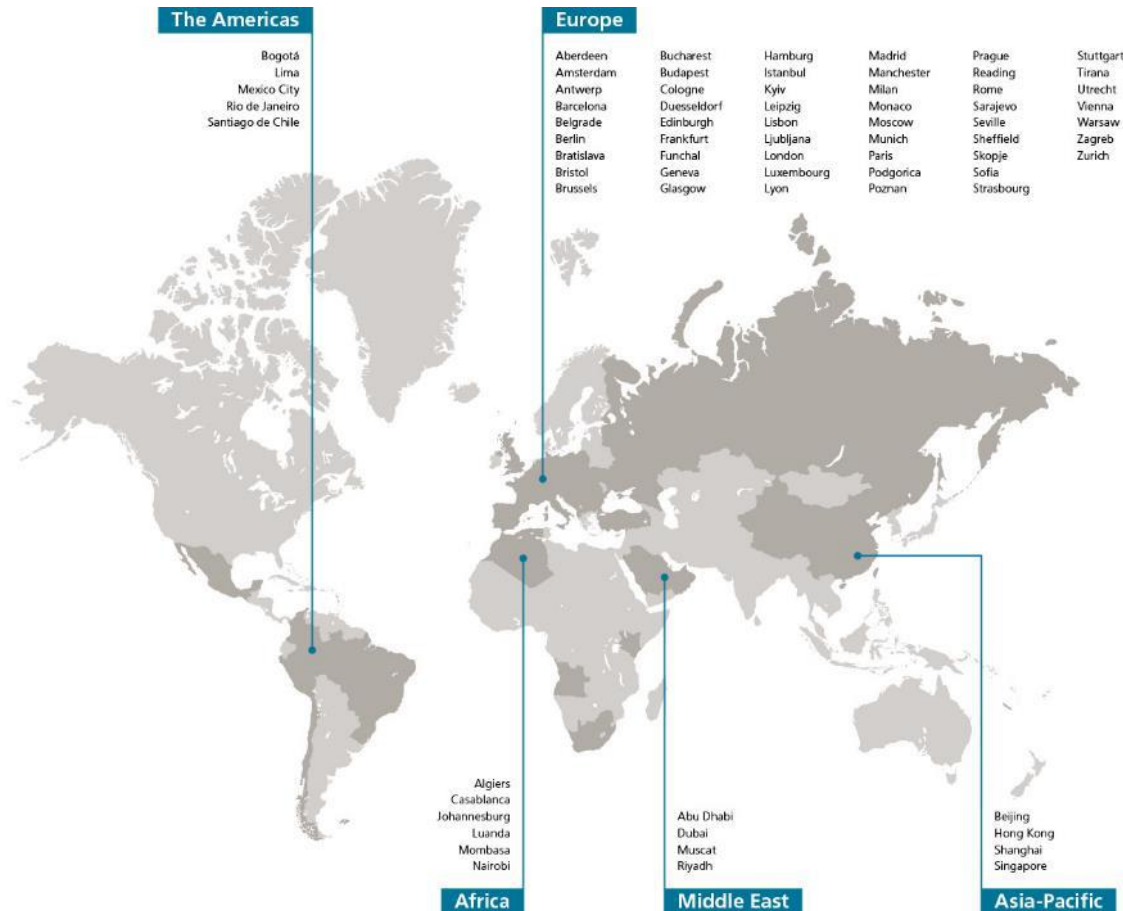 The Americas
Bogotá
Lima
Mexico City
Rio de Janeiro
Santiago de Chile
Europe
Aberdeen
Amsterdam
Antwerp
Barcelona
Belgrade
Berlin
Bratislava
Bristol
Brussels
Bucharest
Budapest
Cologne
Duesseldorf
Edinburgh
Frankfurt
Funchal
Geneva
Glasgow
Hamburg
Istanbul
Kyiv
Leipzig
Lisbon
Ljubljana
London
Luxembourg
Lyon
Madrid
Manchester
Milan
Monaco
Moscow
Munich
Paris
Podgorica
Poznan
Prague
Reading
Rome
Sarajevo
Seville
Sheffield
Skopje
Sofia
Strasbourg
Stuttgart
Tirana
Utrecht
Vienna
Warsaw
Zagreb
Zurich
Algiers
Casablanca
Johannesburg
Luanda
Mombasa
Nairobi
Africa
Abu Dhabi
Dubai
Muscat
Riyadh
Middle East
Beijing
Hong Kong
Shanghai
Singapore
Asia-Pacific